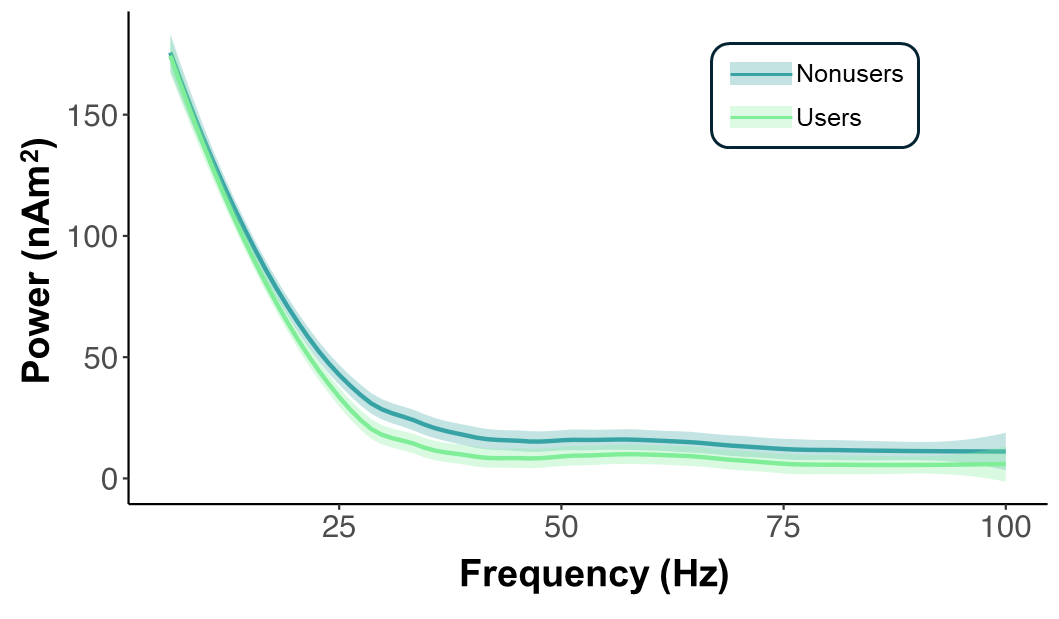 Nonusers
Users
Power (nAm²)
150
100
50
0
25 50 75 100
Frequency (Hz)